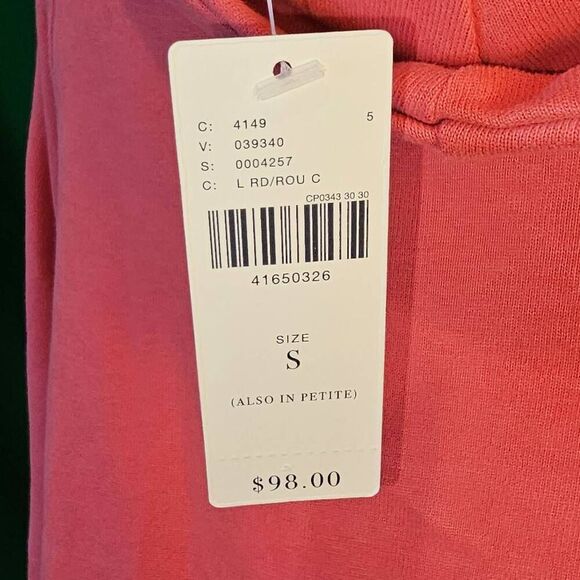 C: 4149 5
V: 039340
S: 0004257
C: L RD/ROU C
CP0343 30 30
41650326
SIZE
S
(ALSO IN PETITE)
$98.00